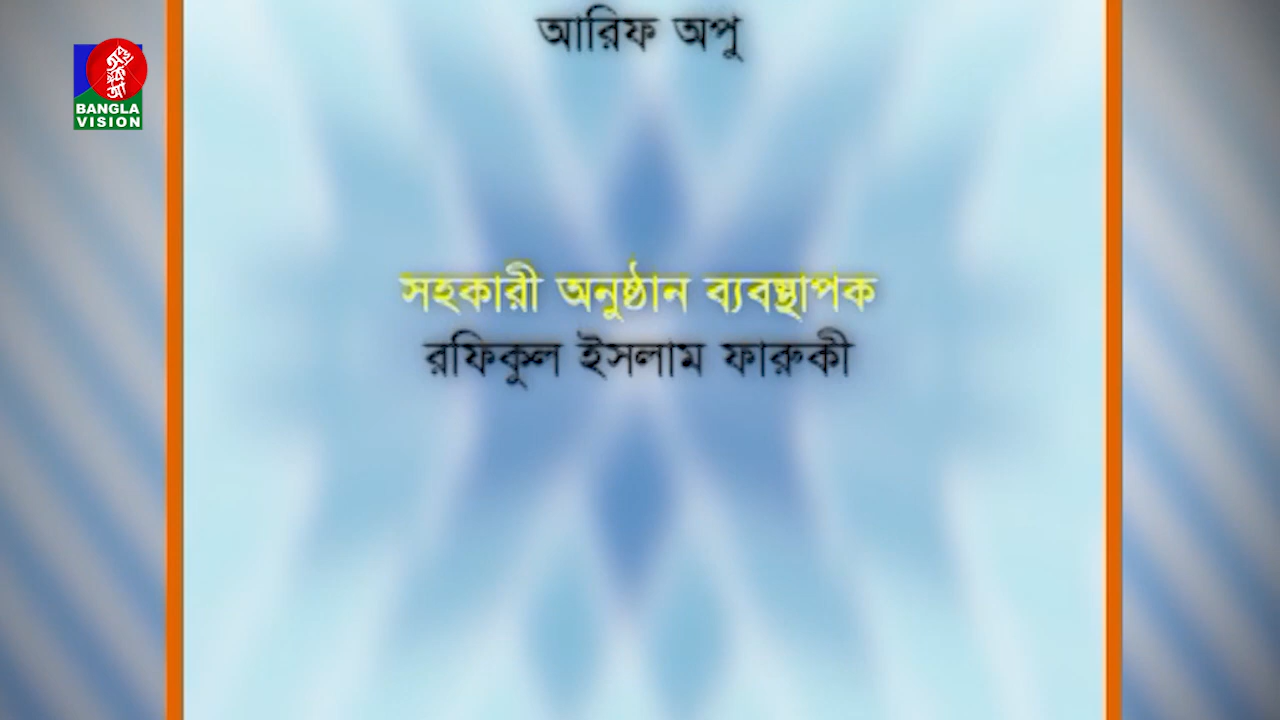 আরিফ অপু
BANGLA
VISION
সহকারী অনুষ্ঠান ব্যবস্থাপক
রফিকুল ইসলাম ফারুকী